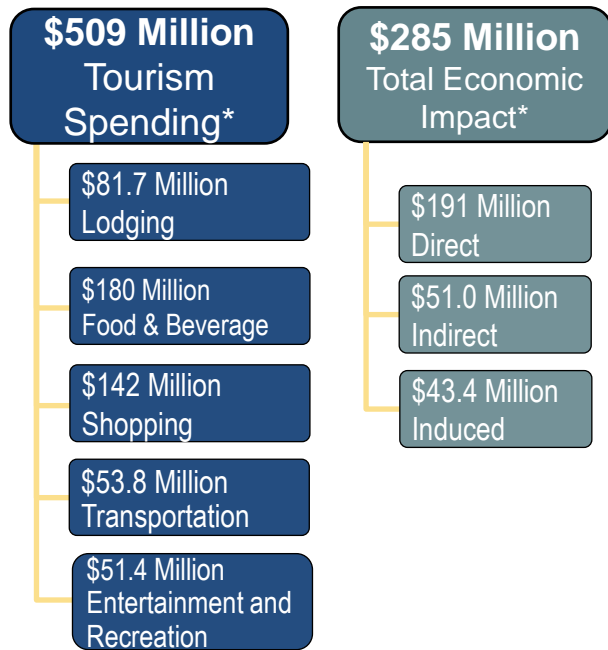 $509 Million
Tourism
Spending*
$81.7 Million
Lodging
$180 Million
Food & Beverage
$142 Million
Shopping
$53.8 Million
Transportation
$51.4 Million
Entertainment and
Recreation
$285 Million
Total Economic
Impact*
$191 Million
Direct
$51.0 Million
Indirect
$43.4 Million
Induced